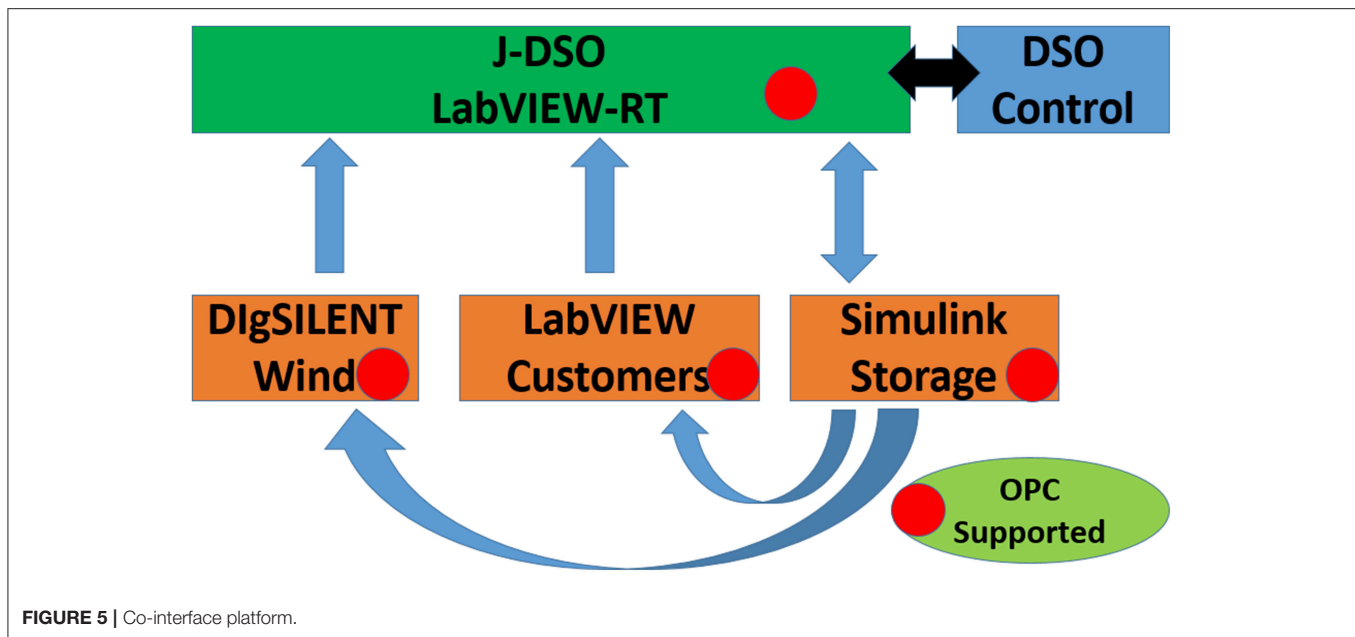 J-DSO
LabVIEW-RT
DSO
Control
DIgSILENT
Wind
LabVIEW
Customers
Simulink
Storage
OPC
Supported
FIGURE 5 | Co-interface platform.